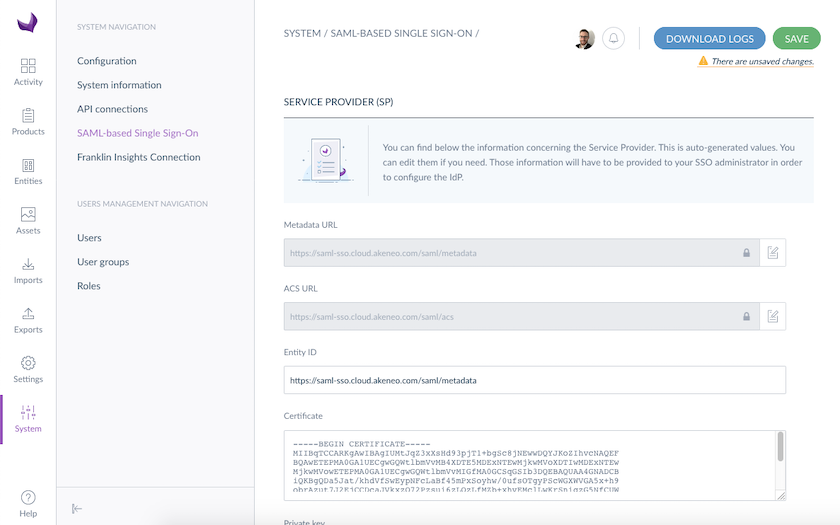 Activity
Products
Entities
Assets
Imports
Exports
Settings
System
Help
SYSTEM NAVIGATION
Configuration
System information
API connections
SAML-based Single Sign-On
Franklin Insights Connection
USERS MANAGEMENT NAVIGATION
Users
User groups
Roles
SYSTEM / SAML-BASED SINGLE SIGN-ON /
DOWNLOAD LOGS
SAVE
There are unsaved changes.
SERVICE PROVIDER (SP)
You can find below the information concerning the Service Provider. This is auto-generated values. You
can edit them if you need. Those information will have to be provided to your SSO administrator in order
to configure the IdP.
Metadata URL
https://saml-sso.cloud.akeneo.com/saml/metadata
ACS URL
https://saml-sso.cloud.akeneo.com/saml/acs
Entity ID
https://saml-sso.cloud.akeneo.com/saml/metadata
Certificate
-----BEGIN CERTIFICATE-----
MIIBqTCCARKgAwIBAgIUMtJqZ3xXsHd93pjTi+bgSc8jNEwwDQYJKoZIhvcNAQEF
BQAwETEPMA0GA1UECgwGQWtlbmVvMB4XDTE5MDExNTEwMjkwMVoXDTIwMDExNTEw
MjkwMVowETEPMA0GA1UECgwGQWtlbmVvMIGfMA0GCSqGSIb3DQEBAQUAA4GNADCB
iQKBgQDa5Jat/khdVfSwEypNFcLaBf45mPxSoyhw/0ufsOTgyPScWGXWVGA5x+h9
Private key